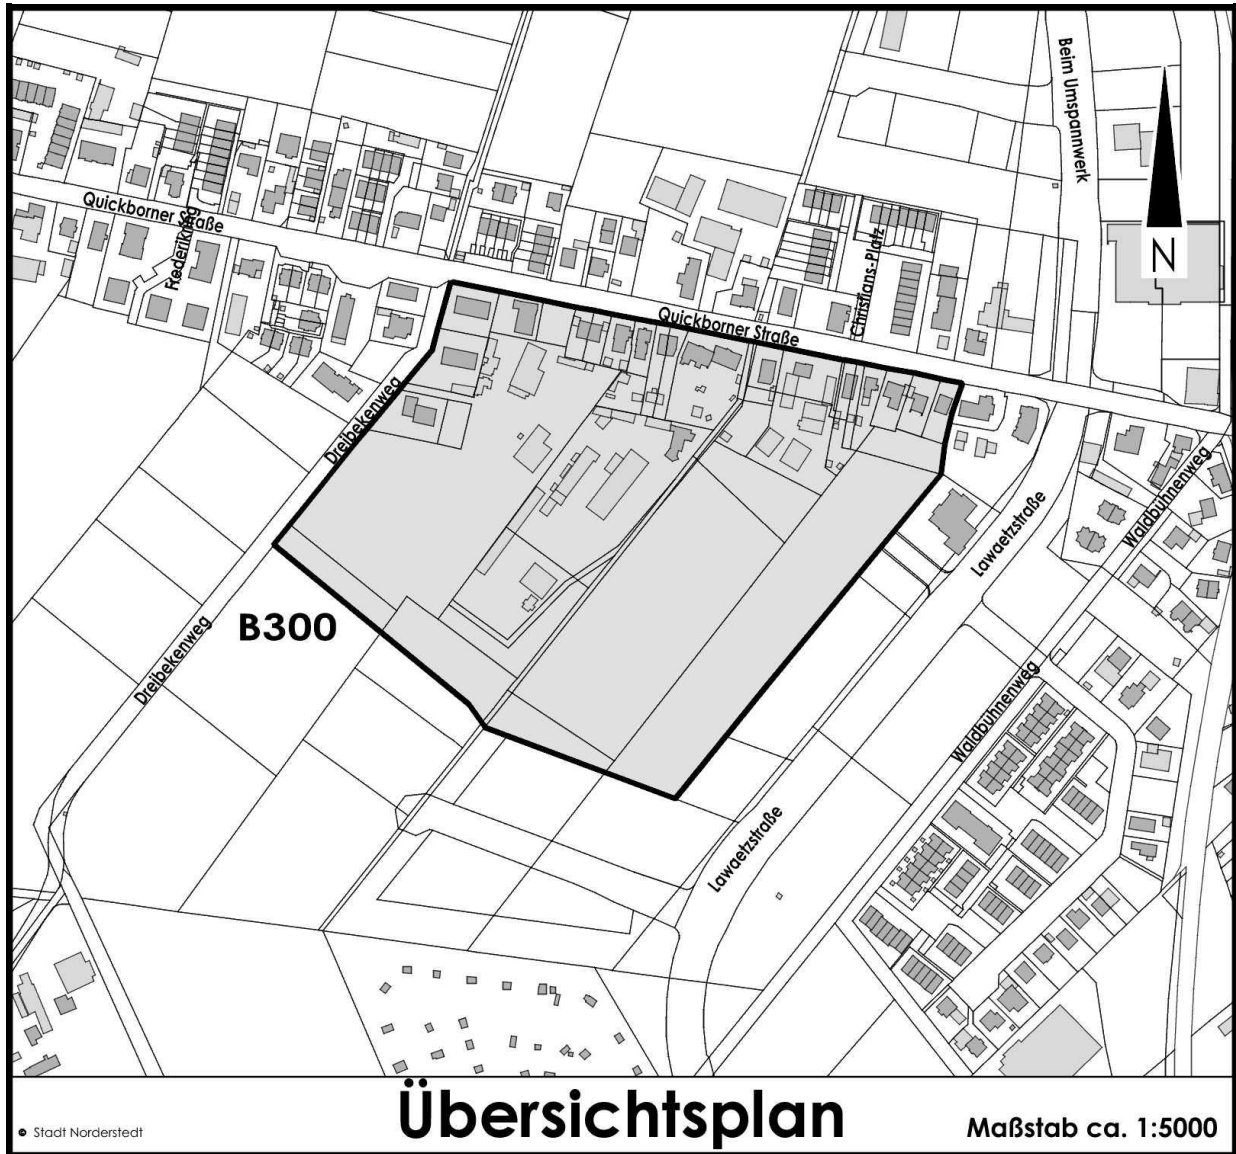 Beim Umspannwerk
Quickborner Straße
Frederikring
N
Christians-Platz
Quickborner Straße
Dreibekenweg
Waldbühnenweg
Lawaetzstraße
B300
Dreibekenweg
Waldbühnenweg
Lawaetzstraße
Übersichtsplan
Stadt Norderstedt
Maßstab ca. 1:5000